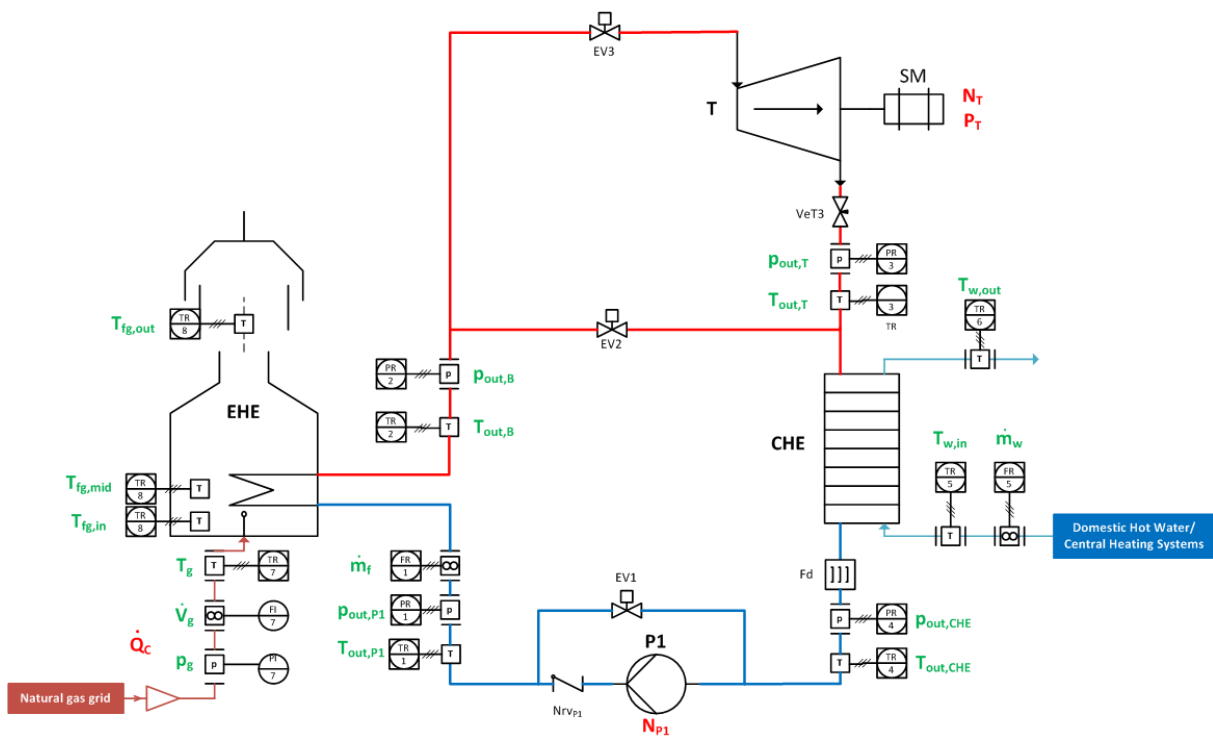 EV3
T
SM
N_T
P_T
VeT3
p_out,T
p
PR
3
T_w,out
T_out,T
T
3
TR
TR
6
T
T_fg,out
TR
8
T
EV2
PR
2
p
p_out,B
EHE
TR
2
T
T_out,B
CHE
T_w,in
ṁ_w
TR
5
FR
5
T
Domestic Hot Water/
Central Heating Systems
T_fg,mid
TR
8
T
T_fg,in
TR
8
T
T_g
T
TR
7
ṁ_f
FR
1
Fd
V̇_g
FI
7
EV1
p_out,P1
PR
1
p
P1
p
PR
4
p_out,CHE
Q̇_C
p_g
p
PI
7
T_out,P1
TR
1
T
T
TR
4
T_out,CHE
Natural gas grid
Nrv_P1
N_P1